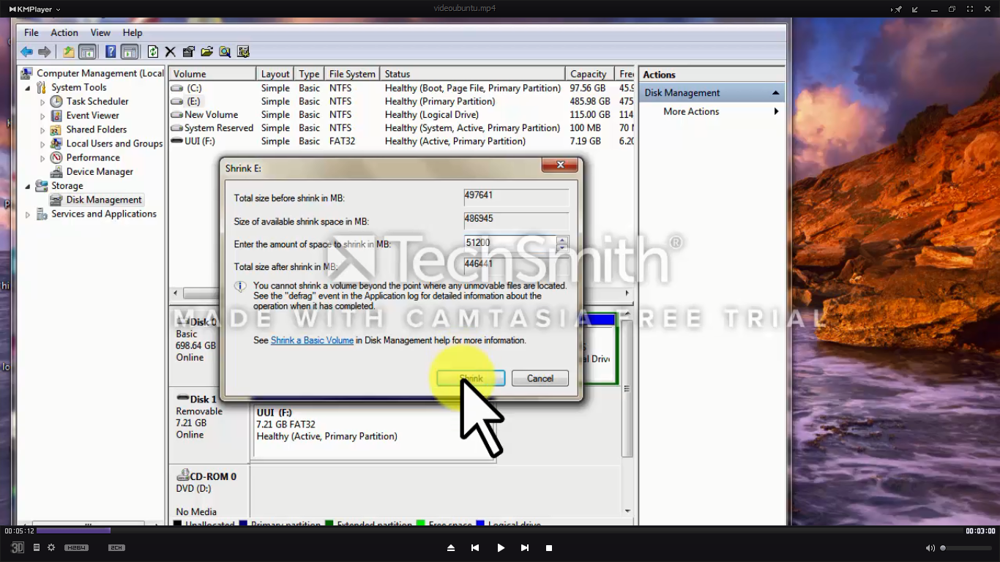 KMPlayer
videoubuntu.mp4
File Action View Help
Computer Management (Local
System Tools
Task Scheduler
Event Viewer
Shared Folders
Local Users and Groups
Performance
Device Manager
Storage
Disk Management
Services and Applications
Volume Layout Type File System Status Capacity Free
(C:) Simple Basic NTFS Healthy (Boot, Page File, Primary Partition) 97.56 GB 45.9
(E:) Simple Basic NTFS Healthy (Primary Partition) 485.98 GB 475
New Volume Simple Basic NTFS Healthy (Logical Drive) 115.00 GB 114
System Reserved Simple Basic NTFS Healthy (System, Active, Primary Partition) 100 MB 70
UUI (F:) Simple Basic FAT32 Healthy (Active, Primary Partition) 7.19 GB 6.20
Actions
Disk Management
More Actions
Shrink E:
Total size before shrink in MB: 497641
Size of available shrink space in MB: 486945
Enter the amount of space to shrink in MB: 51200
Total size after shrink in MB: 446441
You cannot shrink a volume beyond the point where any unmovable files are located.
See the "defrag" event in the Application log for detailed information about the
operation when it has completed.
See Shrink a Basic Volume in Disk Management help for more information.
Shrink Cancel
TechSmith®
MADE WITH CAMTASIA FREE TRIAL
Disk 0
Basic
698.64 GB
Online
al Driv
Disk 1
Removable
7.21 GB
Online
UUI (F:)
7.21 GB FAT32
Healthy (Active, Primary Partition)
CD-ROM 0
DVD (D:)
No Media
Unallocated Primary partition Extended partition Free space Logical drive
00:05:12
00:03:00
3D H264 2CH